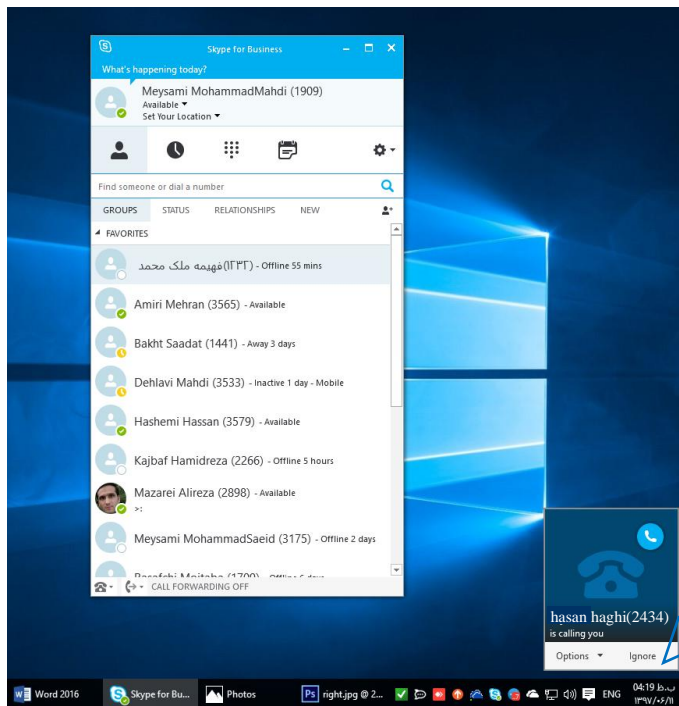 Skype for Business
What's happening today?
Meysami MohammadMahdi (1909)
Available
Set Your Location
Find someone or dial a number
GROUPS STATUS RELATIONSHIPS NEW
FAVORITES
فهیمه ملک محمد(۱۲۳۲) - Offline 55 mins
Amiri Mehran (3565) - Available
Bakht Saadat (1441) - Away 3 days
Dehlavi Mahdi (3533) - Inactive 1 day - Mobile
Hashemi Hassan (3579) - Available
Kajbaf Hamidreza (2266) - Offline 5 hours
Mazarei Alireza (2898) - Available
>:
Meysami MohammadSaeid (3175) - Offline 2 days
CALL FORWARDING OFF
hasan haghi(2434)
is calling you
Options Ignore
Word 2016 Skype for Bu... Photos Ps right.jpg @ 2... ENG 04:19 ب.ظ
۱۳۹۷/۰۶/۱۱